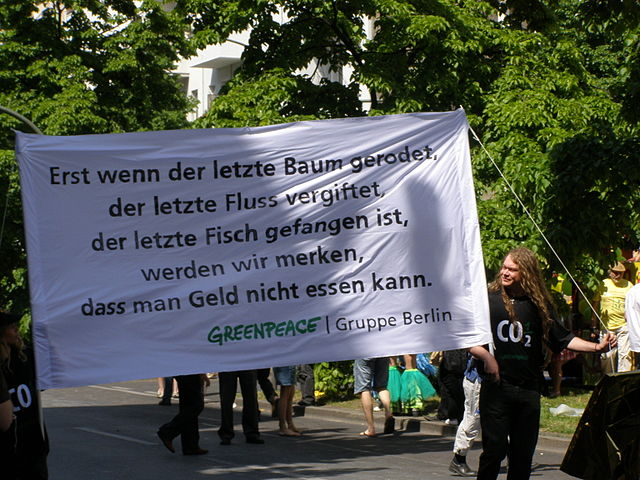 Erst wenn der letzte Baum gerodet,
der letzte Fluss vergiftet,
der letzte Fisch gefangen ist,
werden wir merken,
dass man Geld nicht essen kann.
GREENPEACE | Gruppe Berlin
CO2